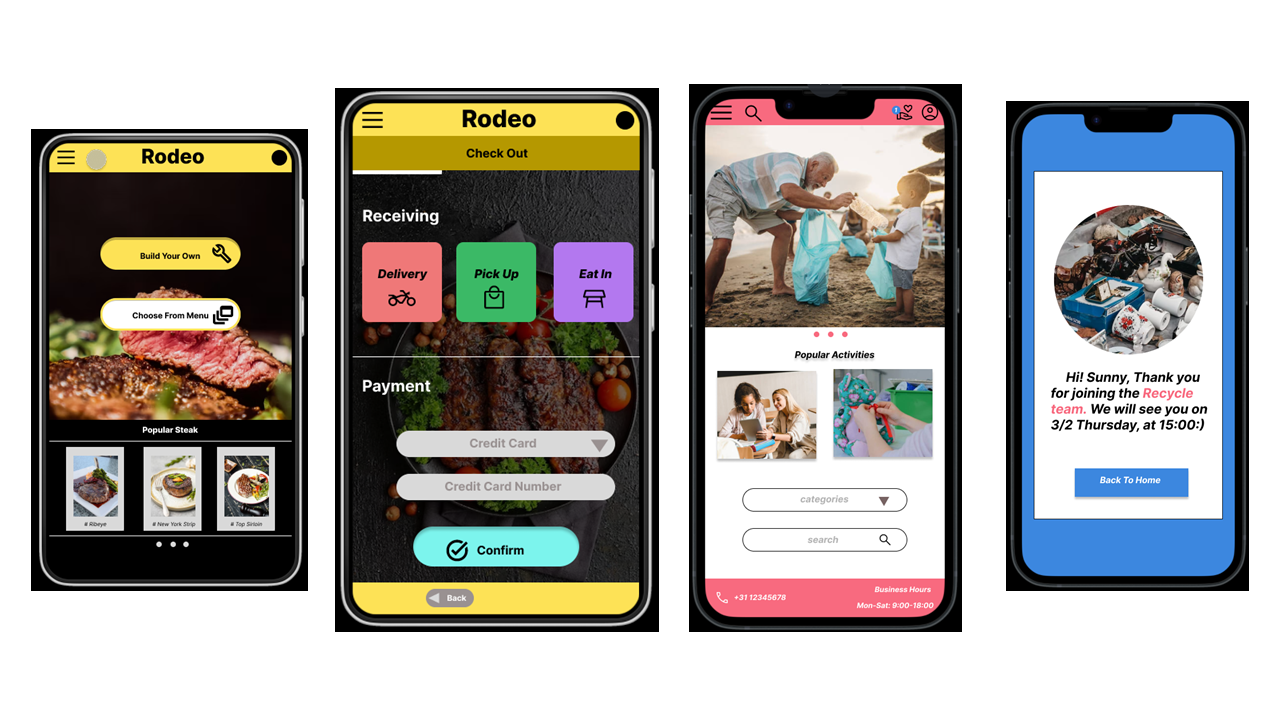 Rodeo
Build Your Own
Choose From Menu
Popular Steak
# Ribeye
# New York Strip
# Top Sirloin
Rodeo
Check Out
Receiving
Delivery
Pick Up
Eat In
Payment
Credit Card
Credit Card Number
Confirm
Back
Popular Activities
categories
search
+31 12345678
Business Hours
Mon-Sat: 9:00-18:00
Hi! Sunny, Thank you
for joining the Recycle
team. We will see you on
3/2 Thursday, at 15:00:)
Back To Home